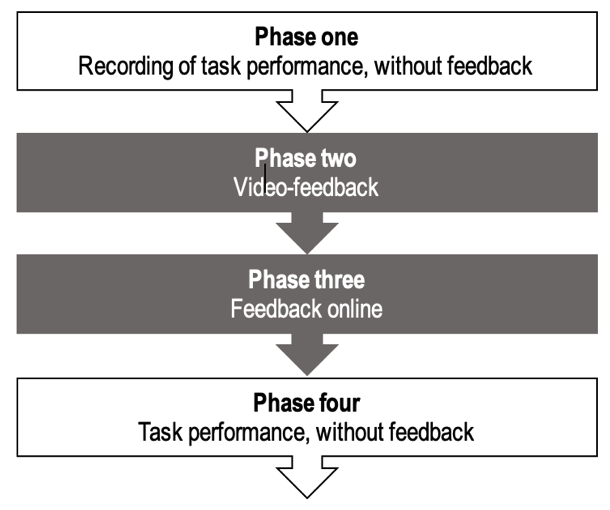 Phase one
Recording of task performance, without feedback
Phase two
Video-feedback
Phase three
Feedback online
Phase four
Task performance, without feedback